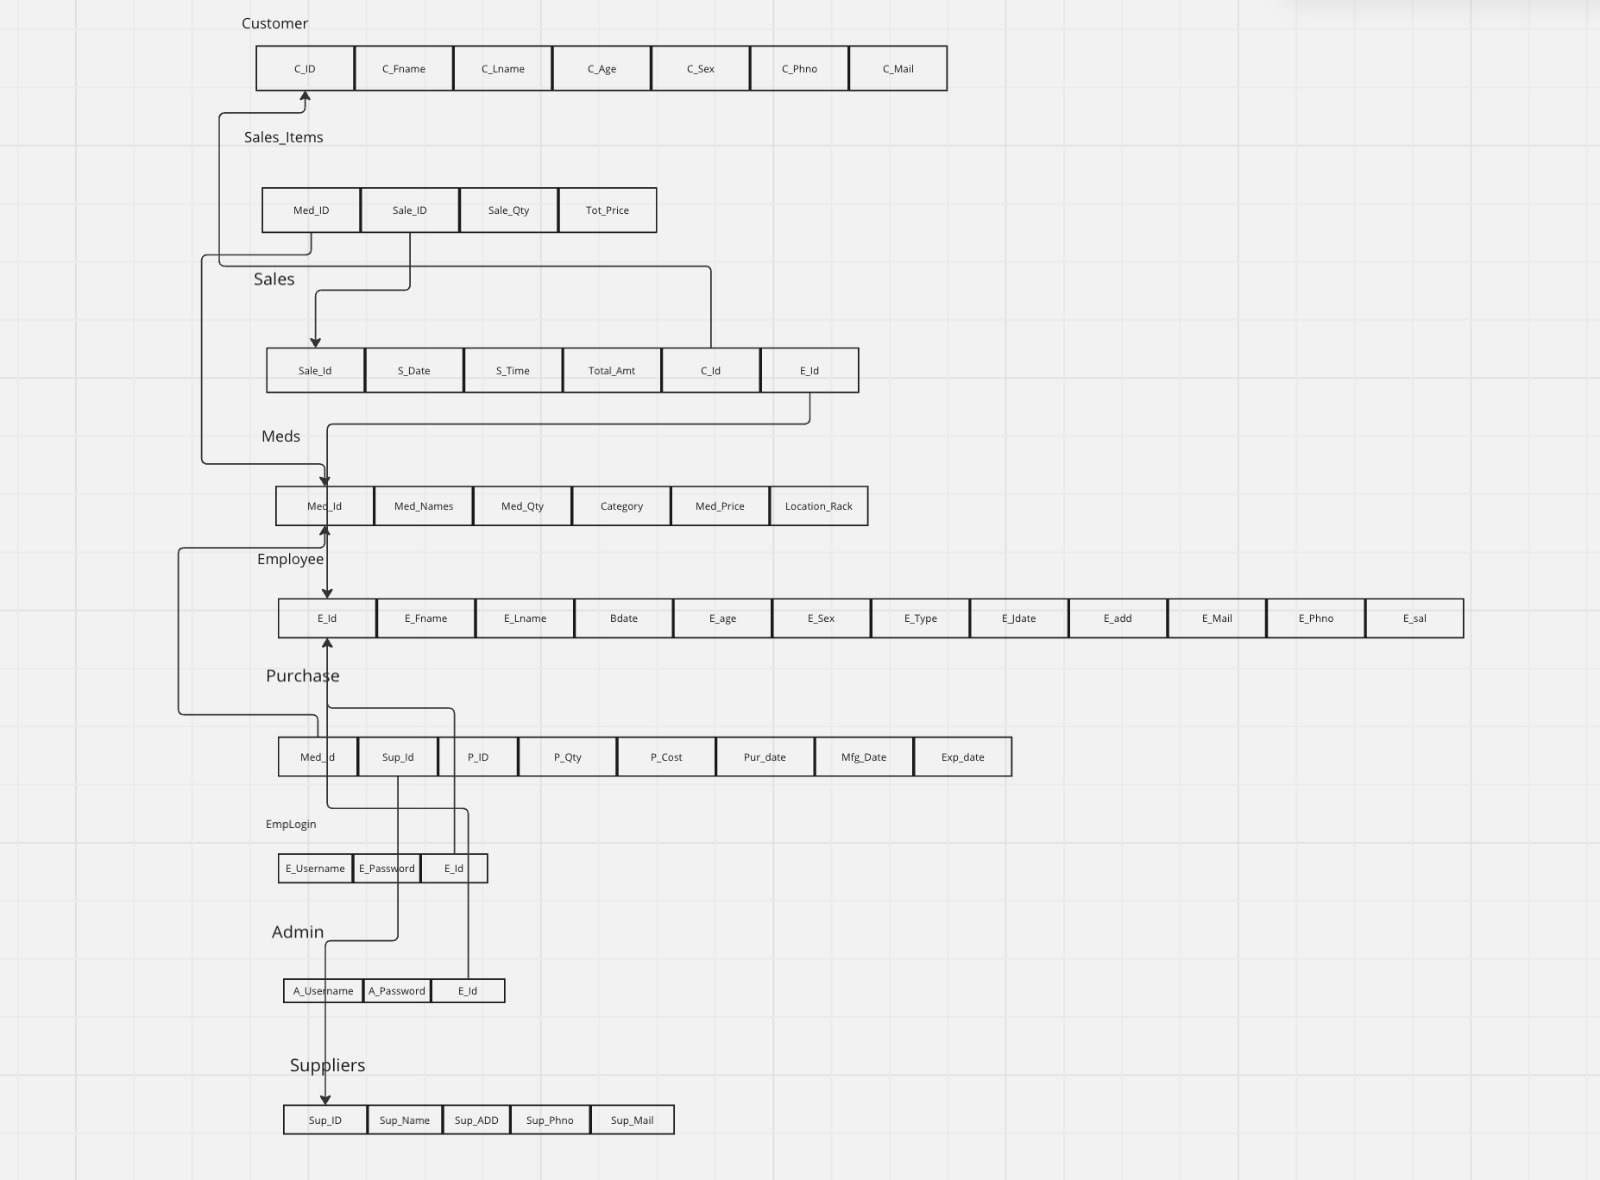 Customer
C_ID C_Fname C_Lname C_Age C_Sex C_Phno C_Mail
Sales_Items
Med_ID Sale_ID Sale_Qty Tot_Price
Sales
Sale_Id S_Date S_Time Total_Amt C_Id E_Id
Meds
Med_Id Med_Names Med_Qty Category Med_Price Location_Rack
Employee
E_Id E_Fname E_Lname Bdate E_age E_Sex E_Type E_Jdate E_add E_Mail E_Phno E_sal
Purchase
Med_id Sup_Id P_ID P_Qty P_Cost Pur_date Mfg_Date Exp_date
EmpLogin
E_Username E_Password E_Id
Admin
A_Username A_Password E_Id
Suppliers
Sup_ID Sup_Name Sup_ADD Sup_Phno Sup_Mail